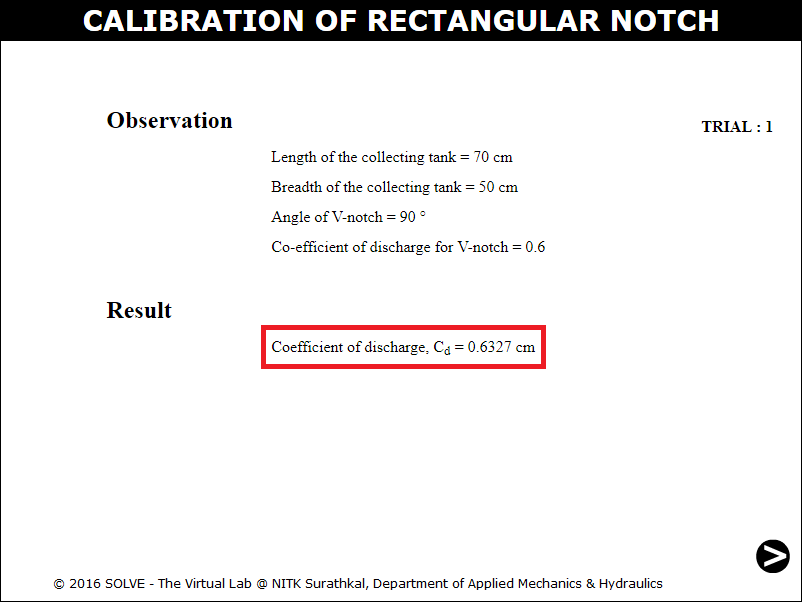 CALIBRATION OF RECTANGULAR NOTCH
Observation
TRIAL : 1
Length of the collecting tank = 70 cm
Breadth of the collecting tank = 50 cm
Angle of V-notch = 90 °
Co-efficient of discharge for V-notch = 0.6
Result
Coefficient of discharge, Cd = 0.6327 cm
© 2016 SOLVE - The Virtual Lab @ NITK Surathkal, Department of Applied Mechanics & Hydraulics